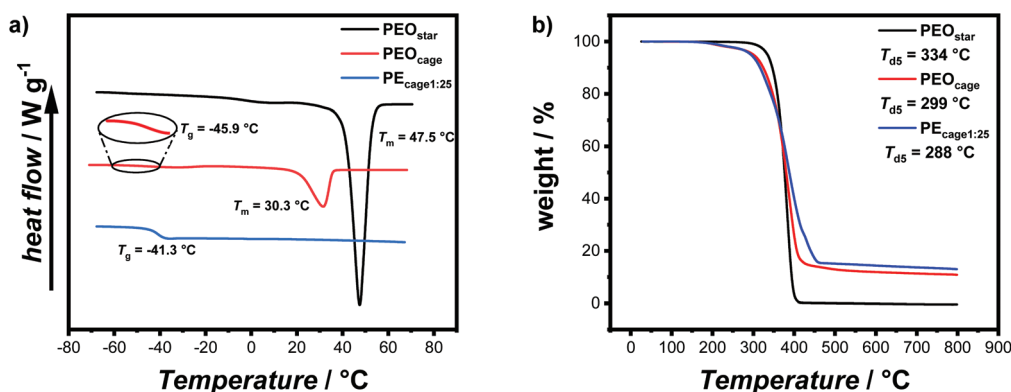 a)
PEOstar
PEOcage
PEcage1:25
Tg = -45.9 °C
Tm = 47.5 °C
Tm = 30.3 °C
Tg = -41.3 °C
heat flow / W g-1
-80 -60 -40 -20 0 20 40 60 80
Temperature / °C
b)
PEOstar
Td5 = 334 °C
PEOcage
Td5 = 299 °C
PEcage1:25
Td5 = 288 °C
weight / %
100
80
60
40
20
0
0 100 200 300 400 500 600 700 800 900
Temperature / °C